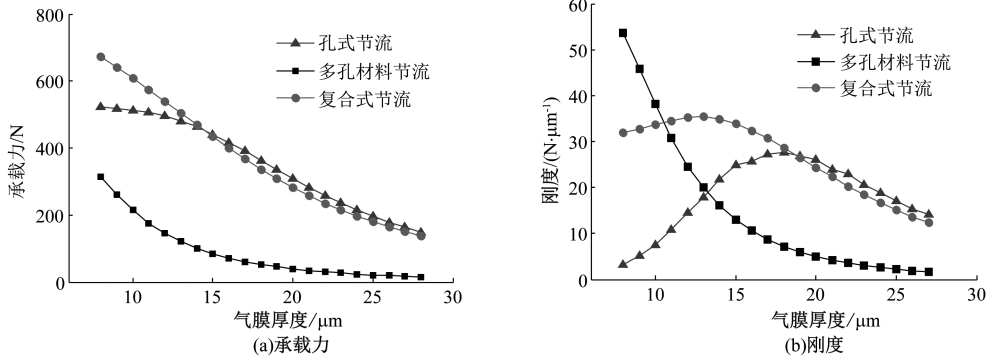 800
600
400
200
0
承载力/N
孔式节流
多孔材料节流
复合式节流
10 15 20 25 30
气膜厚度/μm
(a)承载力
60
50
40
30
20
10
0
刚度/(N·μm⁻¹)
孔式节流
多孔材料节流
复合式节流
10 15 20 25 30
气膜厚度/μm
(b)刚度